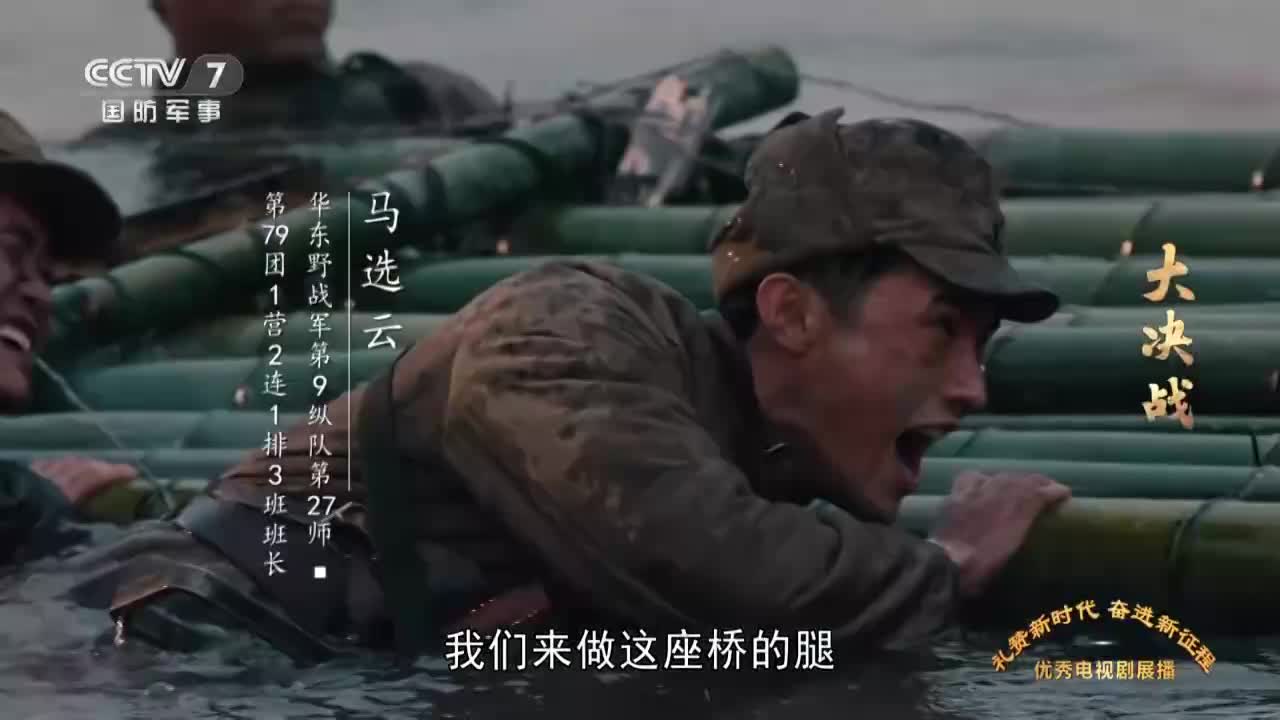 CCTV 7
国防军事
马选云
华东野战军第9纵队第27师
第79团1营2连1排3班班长
大决战
我们来做这座桥的腿
礼赞新时代 奋进新征程
优秀电视剧展播